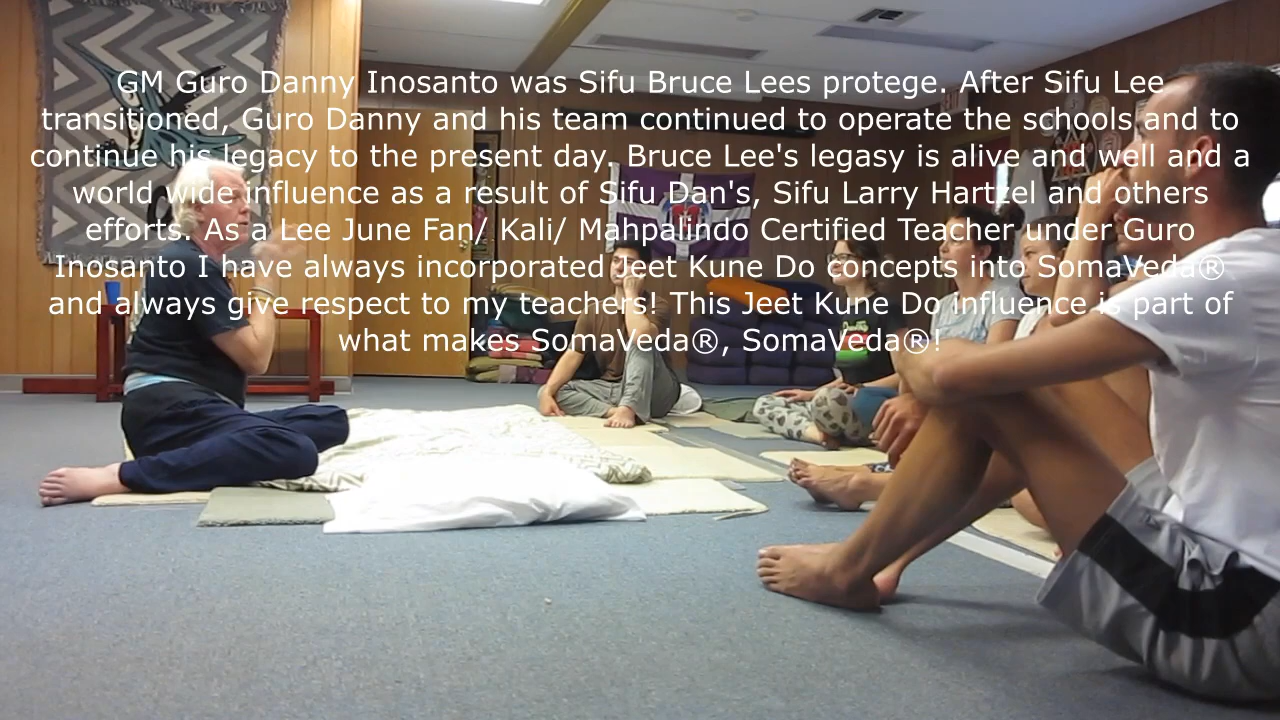 GM Guro Danny Inosanto was Sifu Bruce Lees protege. After Sifu Lee
transitioned, Guro Danny and his team continued to operate the schools and to
continue his legacy to the present day. Bruce Lee's legasy is alive and well and a
world wide influence as a result of Sifu Dan's, Sifu Larry Hartzel and others
efforts. As a Lee June Fan/ Kali/ Mahpalindo Certified Teacher under Guro
Inosanto I have always incorporated Jeet Kune Do concepts into SomaVeda®
and always give respect to my teachers! This Jeet Kune Do influence is part of
what makes SomaVeda®, SomaVeda®!